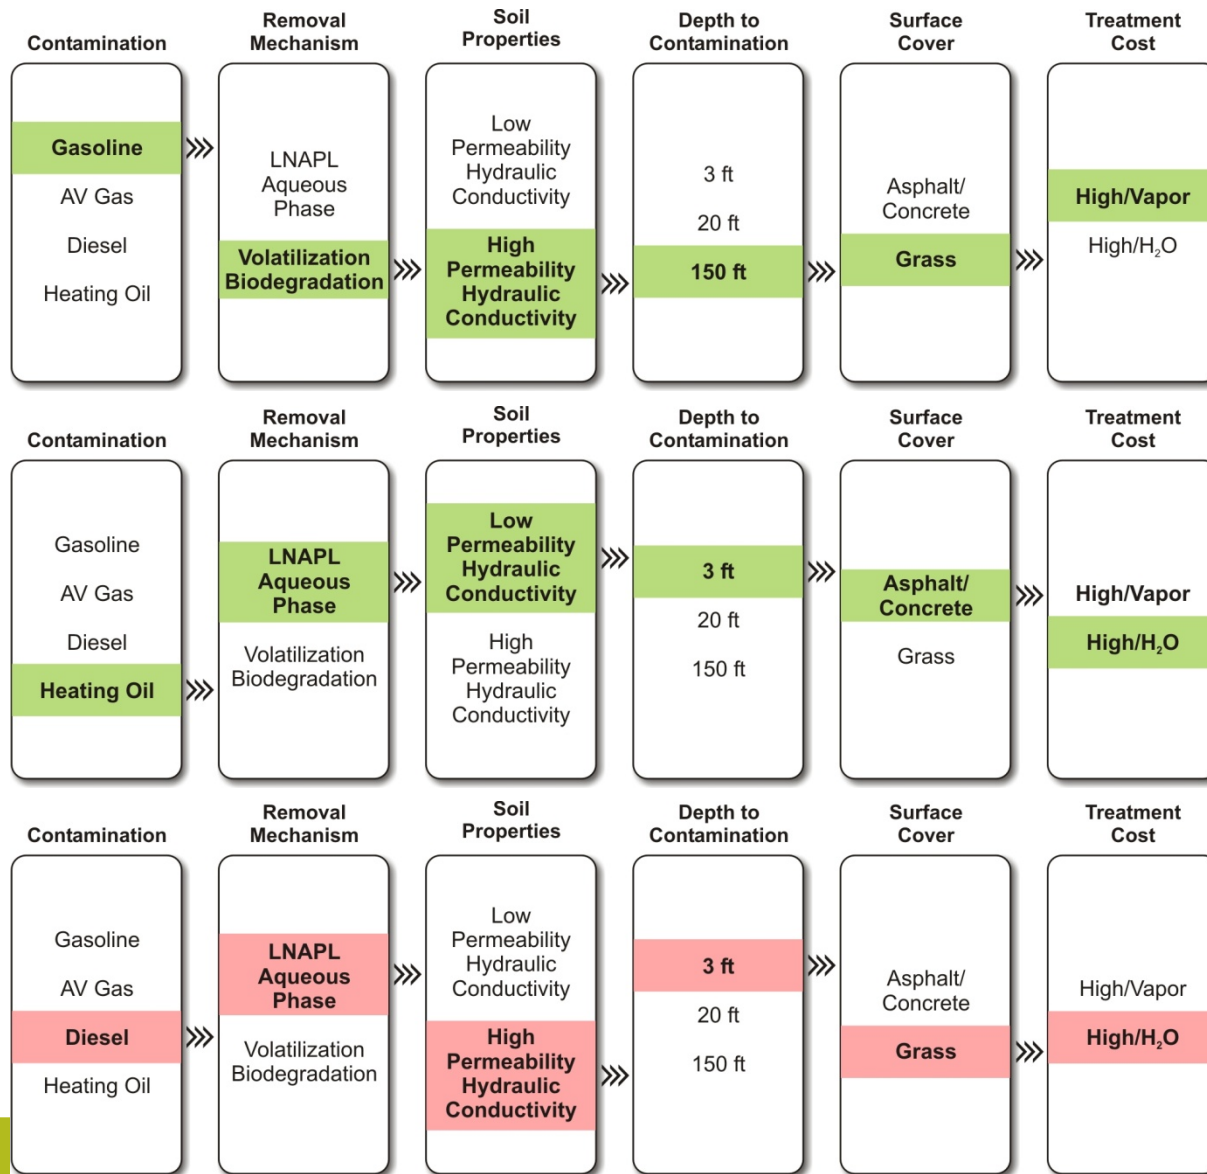 Contamination
Removal
Mechanism
Soil
Properties
Depth to
Contamination
Surface
Cover
Treatment
Cost
Gasoline
AV Gas
Diesel
Heating Oil
LNAPL
Aqueous
Phase
Volatilization
Biodegradation
Low
Permeability
Hydraulic
Conductivity
High
Permeability
Hydraulic
Conductivity
3 ft
20 ft
150 ft
Asphalt/
Concrete
Grass
High/Vapor
High/H₂O
Contamination
Removal
Mechanism
Soil
Properties
Depth to
Contamination
Surface
Cover
Treatment
Cost
Gasoline
AV Gas
Diesel
Heating Oil
LNAPL
Aqueous
Phase
Volatilization
Biodegradation
Low
Permeability
Hydraulic
Conductivity
High
Permeability
Hydraulic
Conductivity
3 ft
20 ft
150 ft
Asphalt/
Concrete
Grass
High/Vapor
High/H₂O
Contamination
Removal
Mechanism
Soil
Properties
Depth to
Contamination
Surface
Cover
Treatment
Cost
Gasoline
AV Gas
Diesel
Heating Oil
LNAPL
Aqueous
Phase
Volatilization
Biodegradation
Low
Permeability
Hydraulic
Conductivity
High
Permeability
Hydraulic
Conductivity
3 ft
20 ft
150 ft
Asphalt/
Concrete
Grass
High/Vapor
High/H₂O